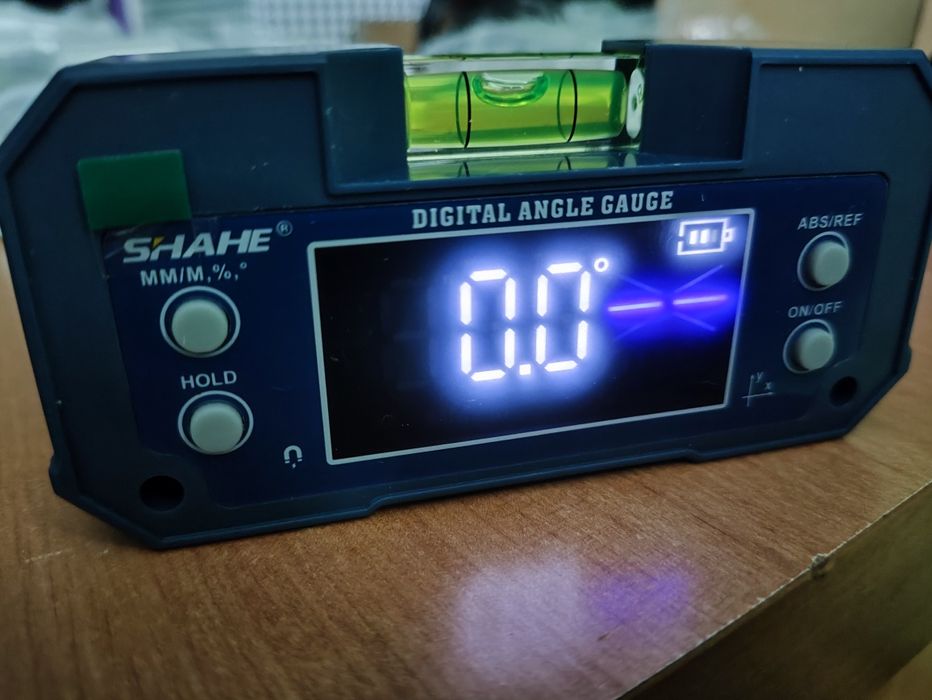 DIGITAL ANGLE GAUGE
SHAHE®
MM/M,%,°
HOLD
0.0°
ABS/REF
ON/OFF
Y
X